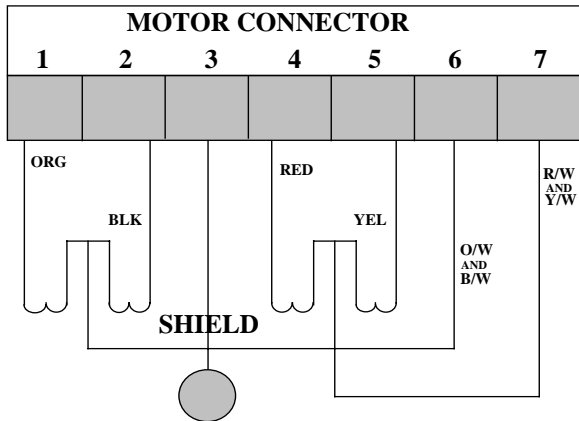 MOTOR CONNECTOR
1 2 3 4 5 6 7
ORG
BLK
RED
YEL
O/W
AND
B/W
R/W
AND
Y/W
SHIELD